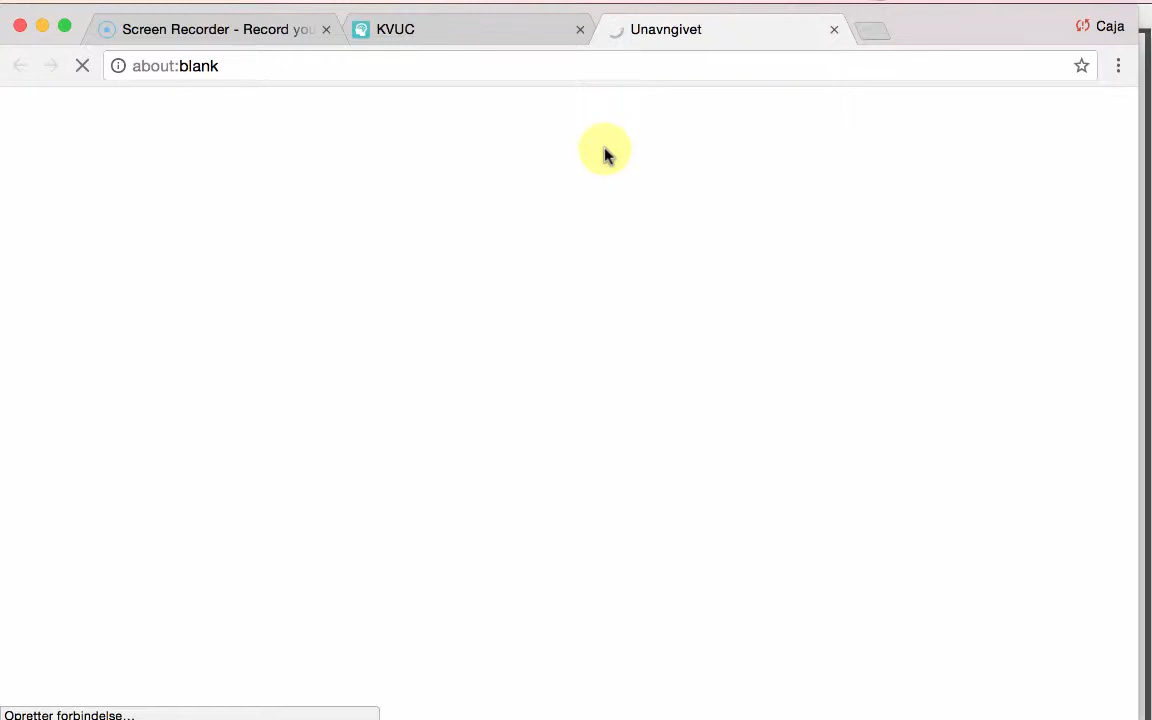 Screen Recorder - Record you
KVUC
Unavngivet
Caja
about:blank
Opretter forbindelse...